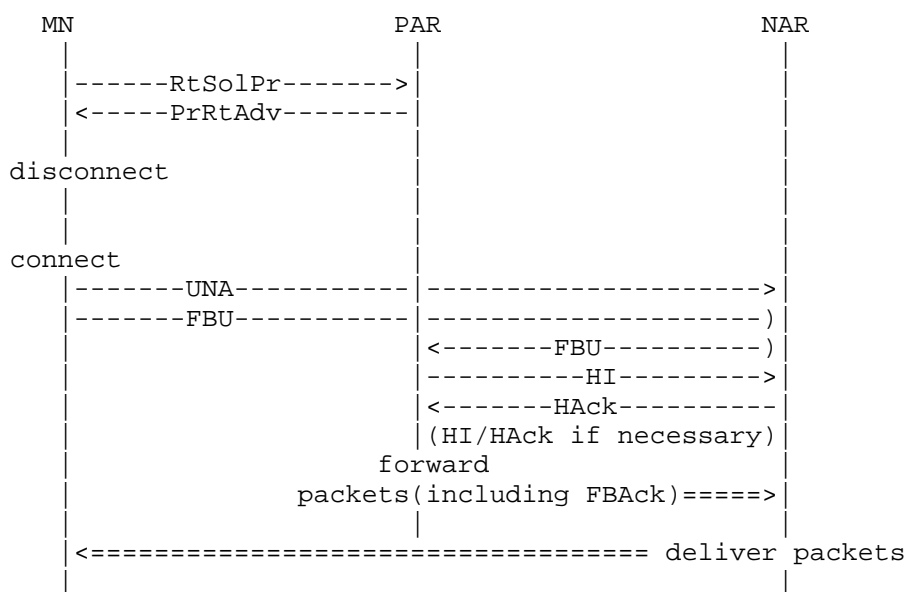 MN PAR NAR
------RtSolPr------->
<-----PrRtAdv--------
disconnect
connect
-------UNA-----------|--------------------->
-------FBU-----------|---------------------)
<-------FBU----------)
----------HI--------->
<-------HAck----------
(HI/HAck if necessary)
forward
packets(including FBAck)=====>
<=================================== deliver packets